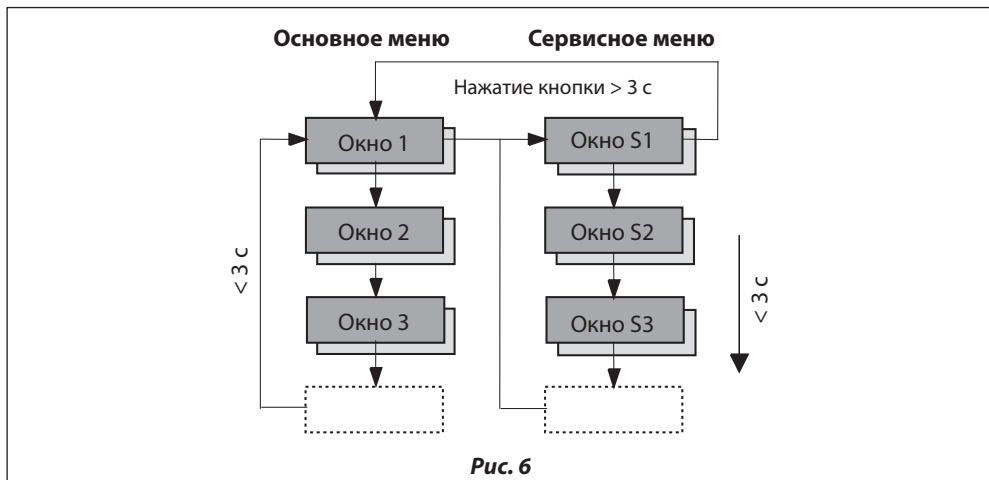 Основное меню
Сервисное меню
Нажатие кнопки > 3 с
Окно 1
Окно S1
Окно 2
Окно S2
< 3 с
< 3 с
Окно 3
Окно S3
Рис. 6